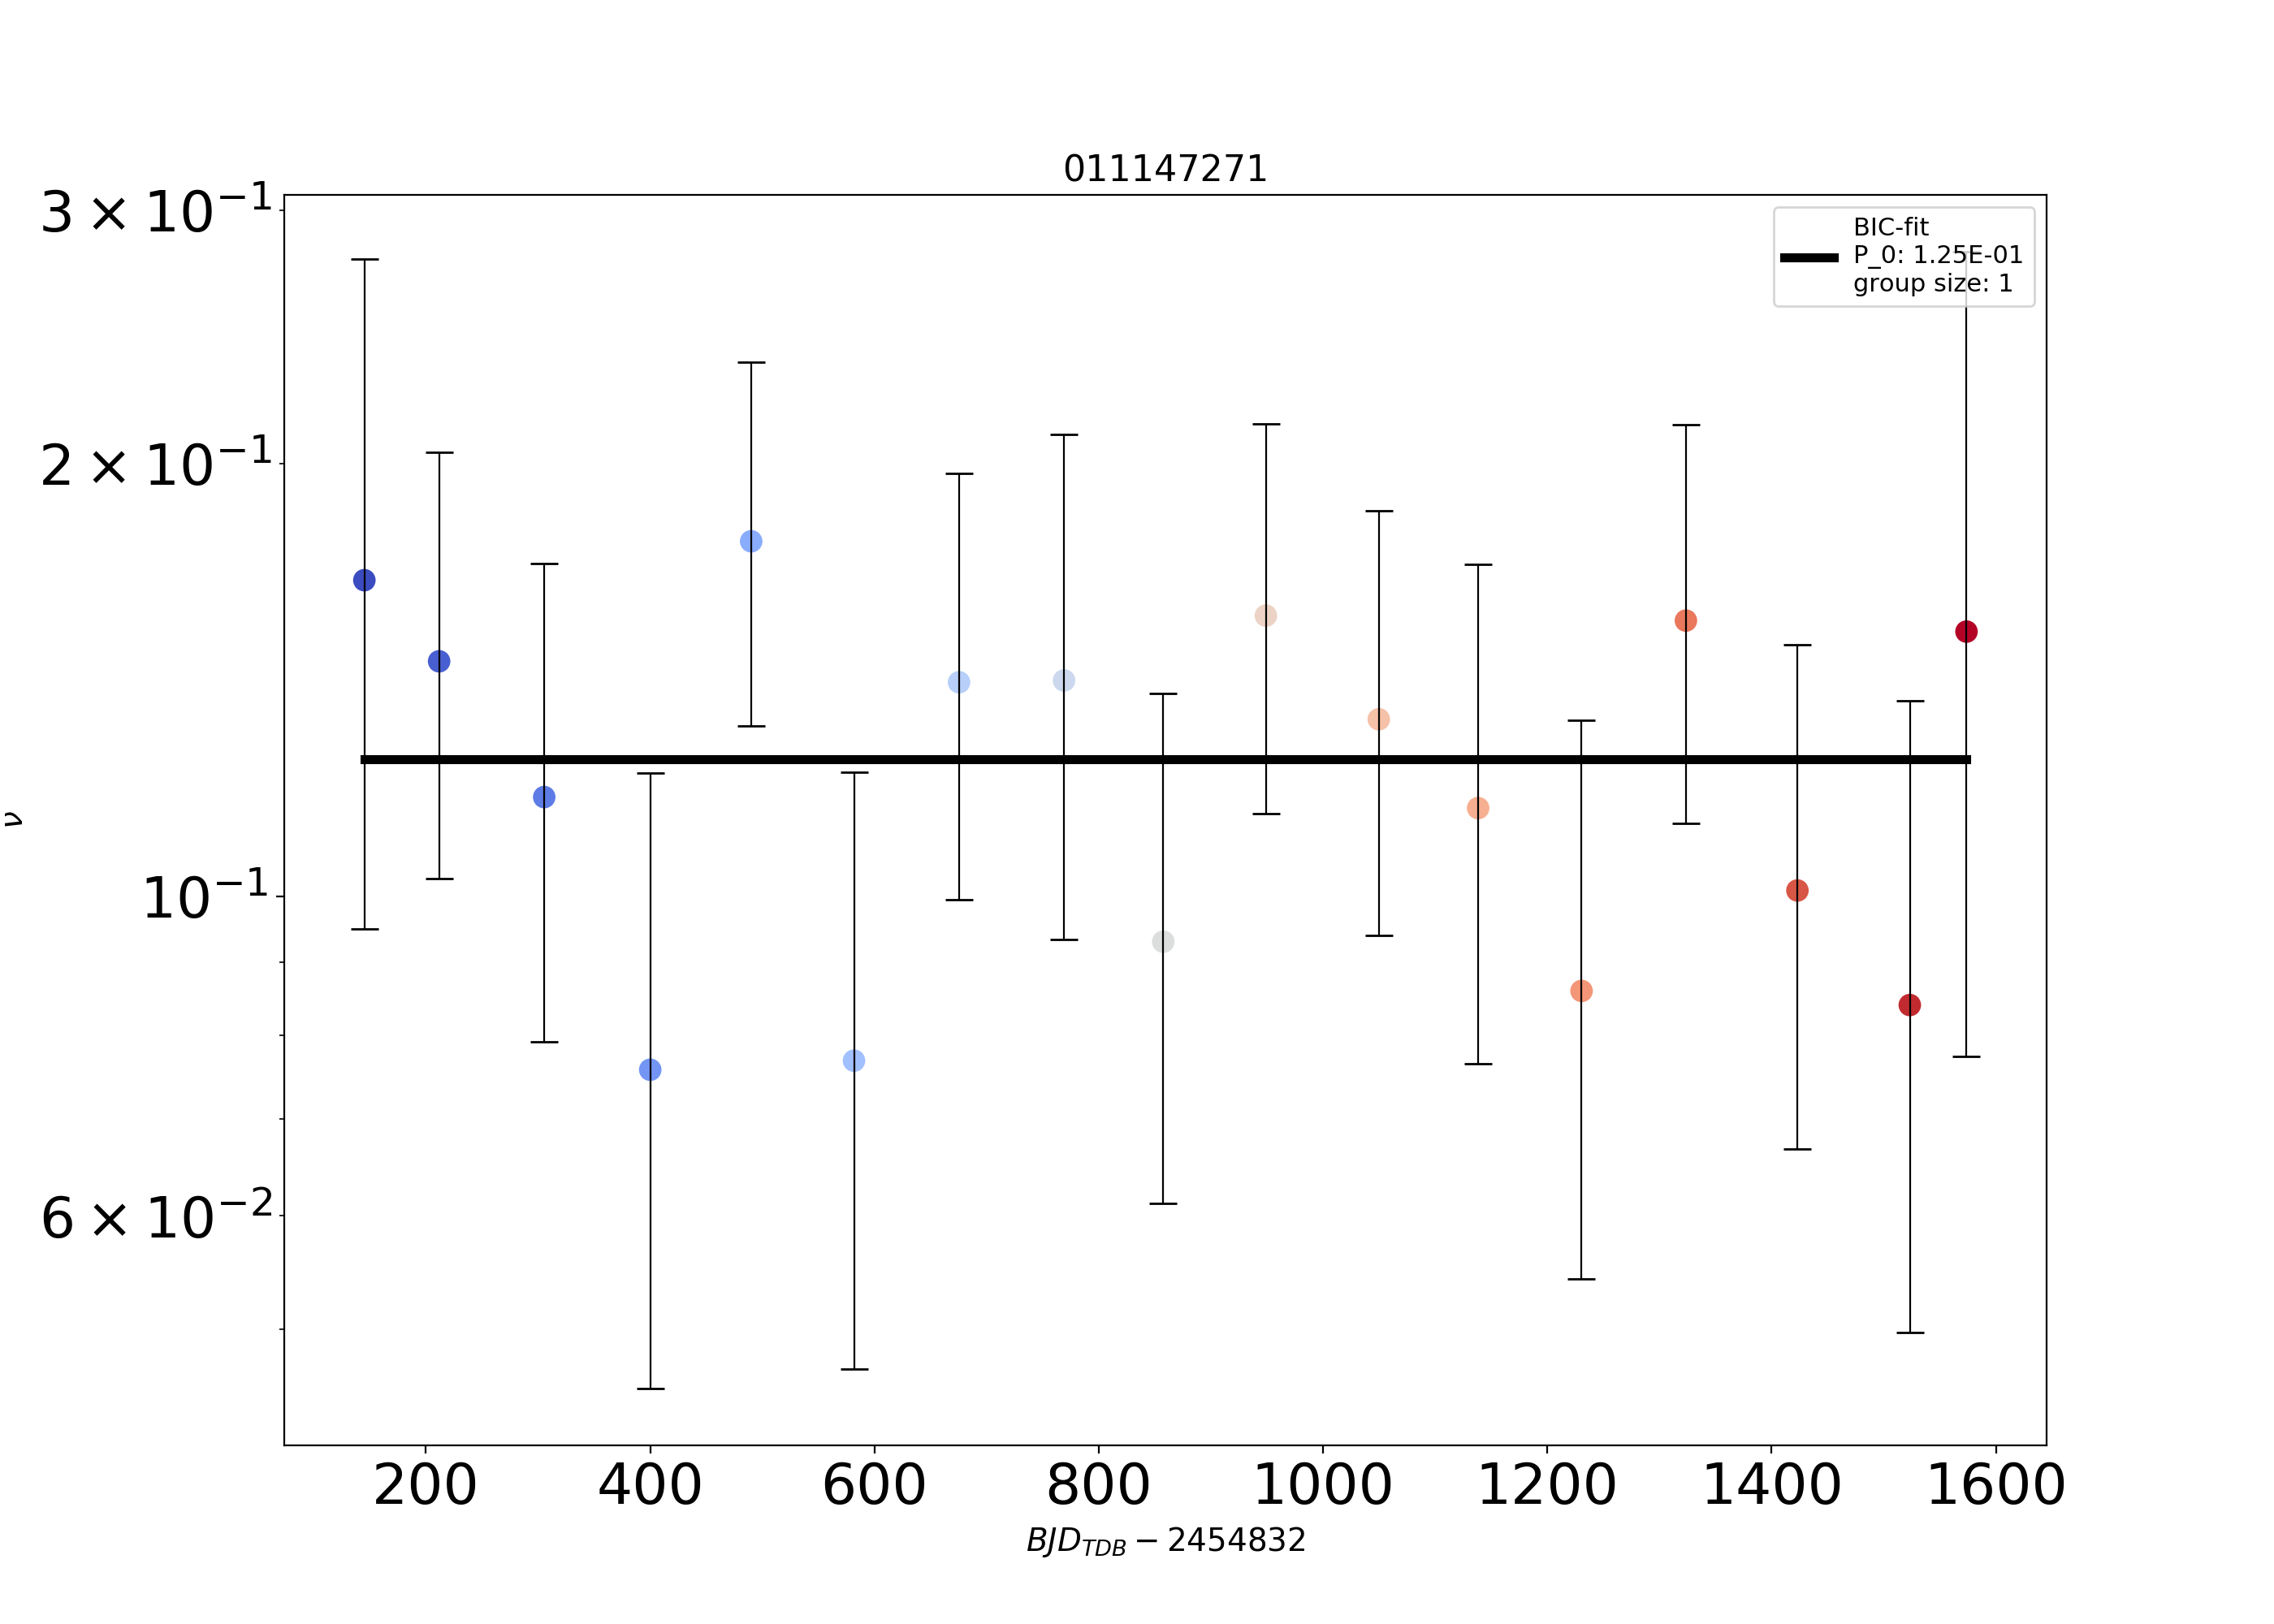 011147271
3 × 10⁻¹
2 × 10⁻¹
10⁻¹
6 × 10⁻²
ν
BIC-fit
P_0: 1.25E-01
group size: 1
200 400 600 800 1000 1200 1400 1600
BJD_TDB − 2454832